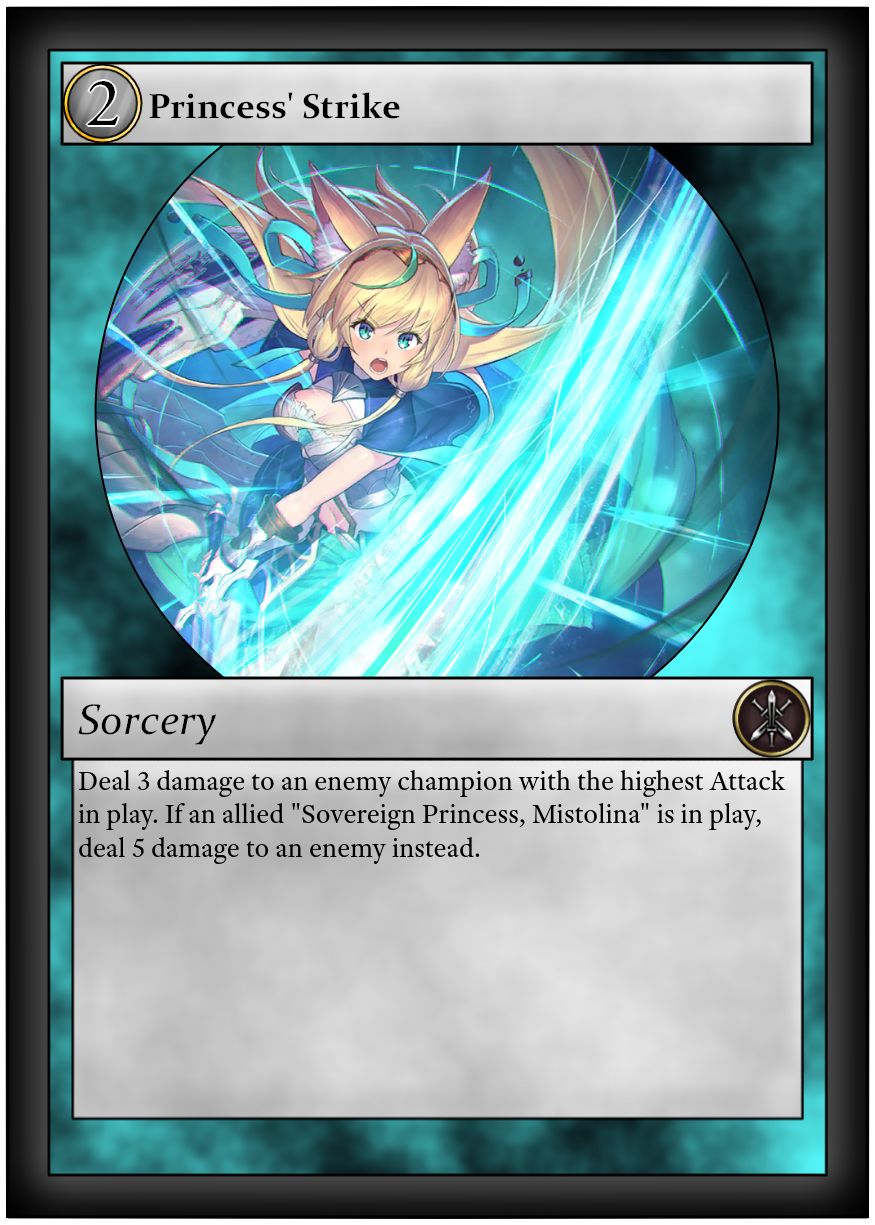 2
Princess' Strike
Sorcery
Deal 3 damage to an enemy champion with the highest Attack
in play. If an allied "Sovereign Princess, Mistolina" is in play,
deal 5 damage to an enemy instead.